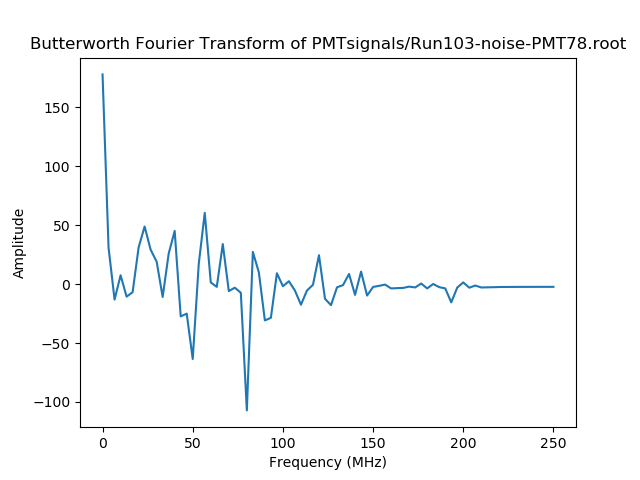 Butterworth Fourier Transform of PMTsignals/Run103-noise-PMT78.root
150
100
50
0
−50
−100
Amplitude
0 50 100 150 200 250
Frequency (MHz)